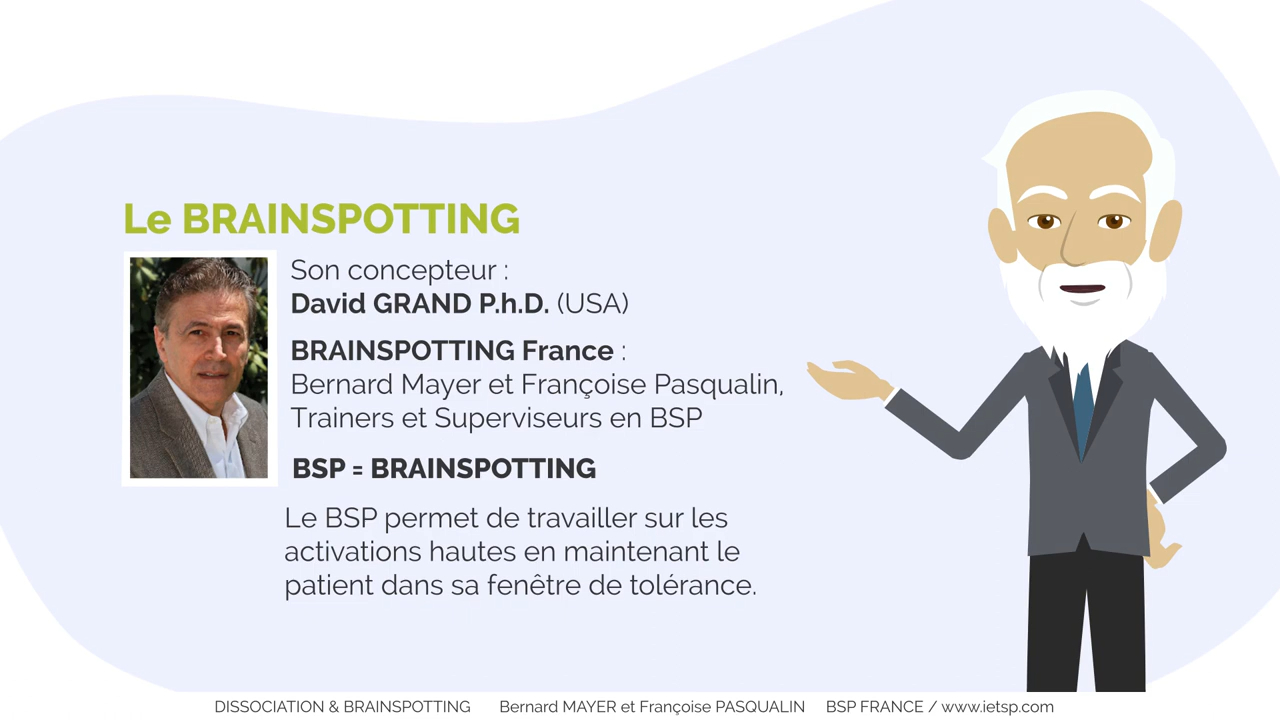 Le BRAINSPOTTING
Son concepteur :
David GRAND P.h.D. (USA)
BRAINSPOTTING France :
Bernard Mayer et Françoise Pasqualin,
Trainers et Superviseurs en BSP
BSP = BRAINSPOTTING
Le BSP permet de travailler sur les
activations hautes en maintenant le
patient dans sa fenêtre de tolérance.
DISSOCIATION & BRAINSPOTTING Bernard MAYER et Françoise PASQUALIN BSP FRANCE / www.ietsp.com